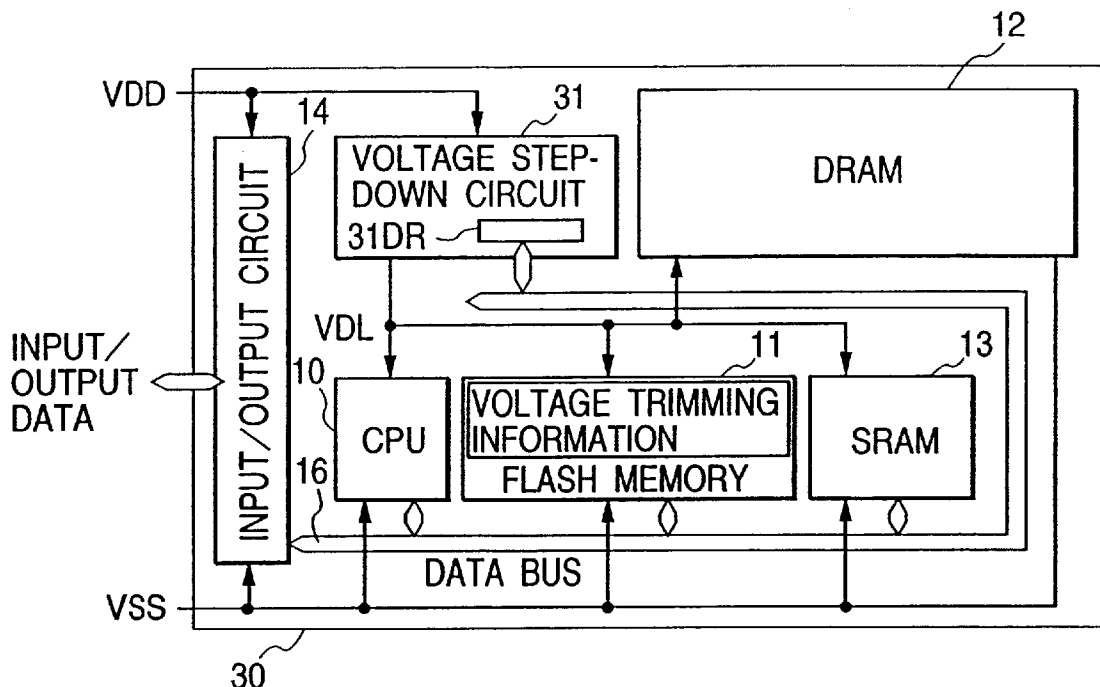 12
VDD
14
31
VOLTAGE STEP-
DOWN CIRCUIT
31DR
DRAM
INPUT/OUTPUT CIRCUIT
VDL
INPUT/
OUTPUT
DATA
10
11
13
CPU
VOLTAGE TRIMMING
INFORMATION
FLASH MEMORY
SRAM
16
DATA BUS
VSS
30